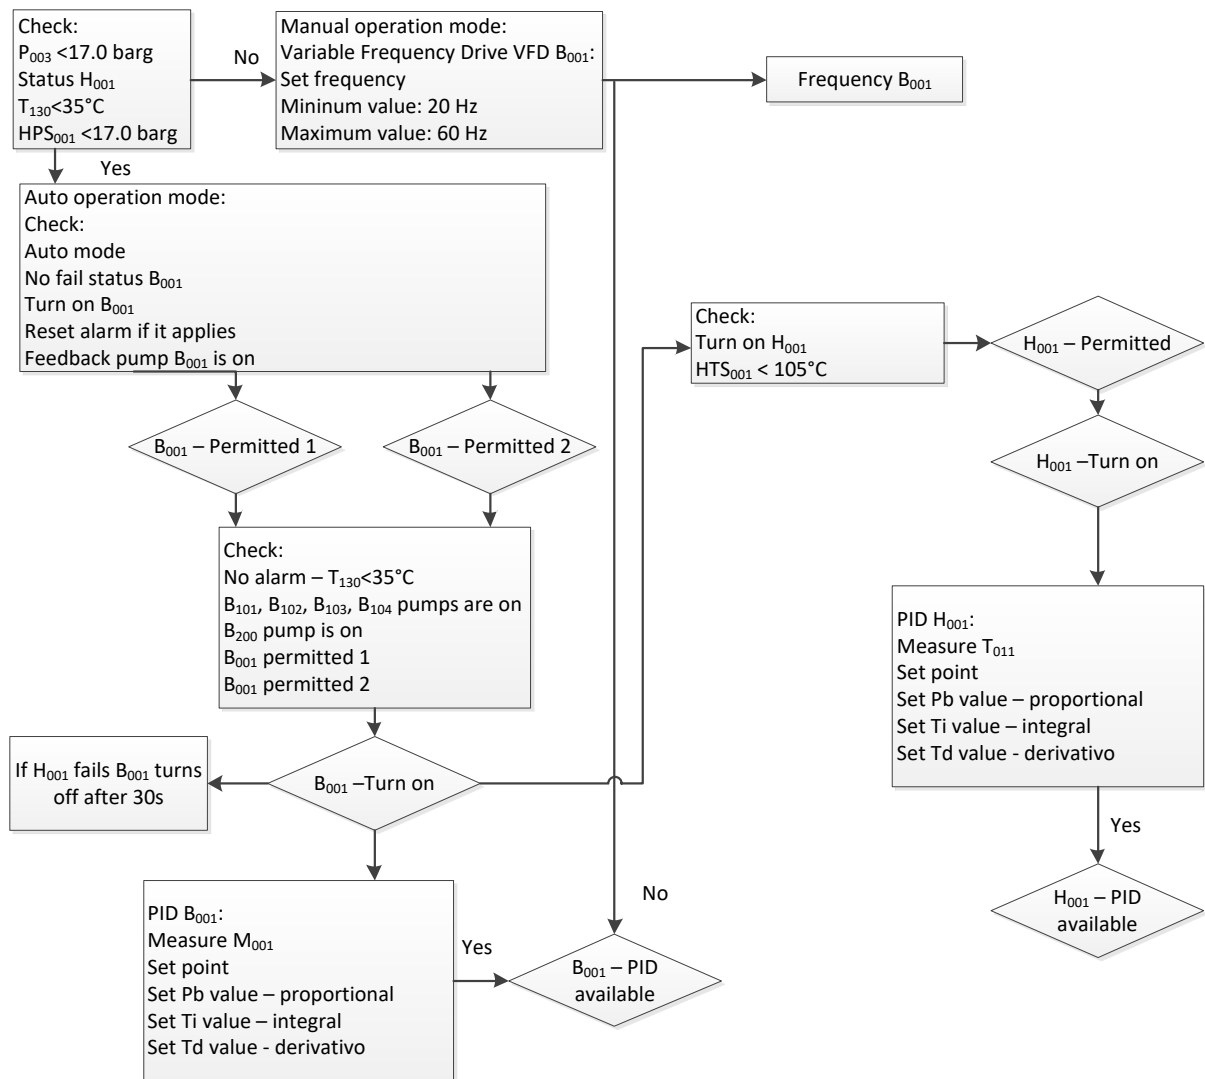 Check:
P003 <17.0 barg
Status H001
T130<35°C
HPS001 <17.0 barg
No
Manual operation mode:
Variable Frequency Drive VFD B001:
Set frequency
Mininum value: 20 Hz
Maximum value: 60 Hz
Frequency B001
Yes
Auto operation mode:
Check:
Auto mode
No fail status B001
Turn on B001
Reset alarm if it applies
Feedback pump B001 is on
Check:
Turn on H001
HTS001 < 105°C
H001 – Permitted
B001 – Permitted 1
B001 – Permitted 2
H001 –Turn on
Check:
No alarm – T130<35°C
B101, B102, B103, B104 pumps are on
B200 pump is on
B001 permitted 1
B001 permitted 2
PID H001:
Measure T011
Set point
Set Pb value – proportional
Set Ti value – integral
Set Td value - derivativo
If H001 fails B001 turns
off after 30s
B001 –Turn on
Yes
H001 – PID
available
PID B001:
Measure M001
Set point
Set Pb value – proportional
Set Ti value – integral
Set Td value - derivativo
Yes
No
B001 – PID
available